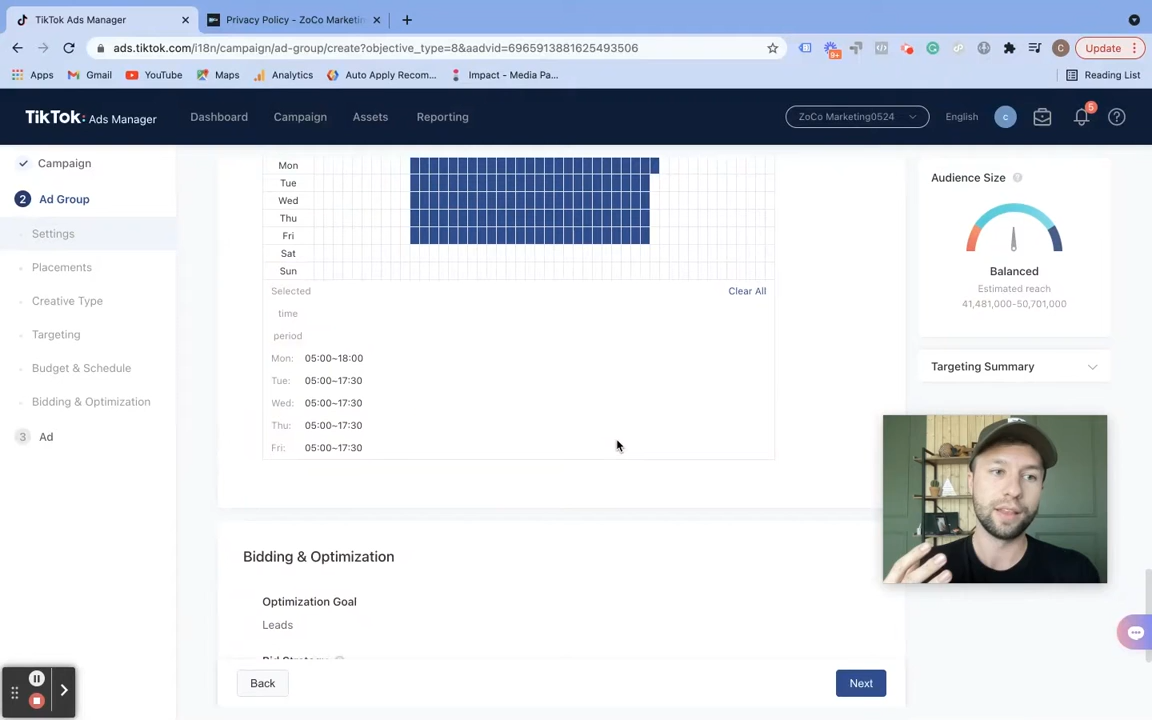 TikTok Ads Manager
Privacy Policy - ZoCo Marketin
ads.tiktok.com/i18n/campaign/ad-group/create?objective_type=8&aadvid=6965913881625493506
9+
C
Update
Apps
Gmail
YouTube
Maps
Analytics
Auto Apply Recom...
Impact - Media Pa...
Reading List
TikTok: Ads Manager
Dashboard
Campaign
Assets
Reporting
ZoCo Marketing0524
English
c
5
Campaign
2 Ad Group
Settings
Placements
Creative Type
Targeting
Budget & Schedule
Bidding & Optimization
3 Ad
Mon
Tue
Wed
Thu
Fri
Sat
Sun
Selected
time
period
Clear All
Mon: 05:00~18:00
Tue: 05:00~17:30
Wed: 05:00~17:30
Thu: 05:00~17:30
Fri: 05:00~17:30
Bidding & Optimization
Optimization Goal
Leads
Bid Strategy
Back
Next
Audience Size
Balanced
Estimated reach
41,481,000-50,701,000
Targeting Summary